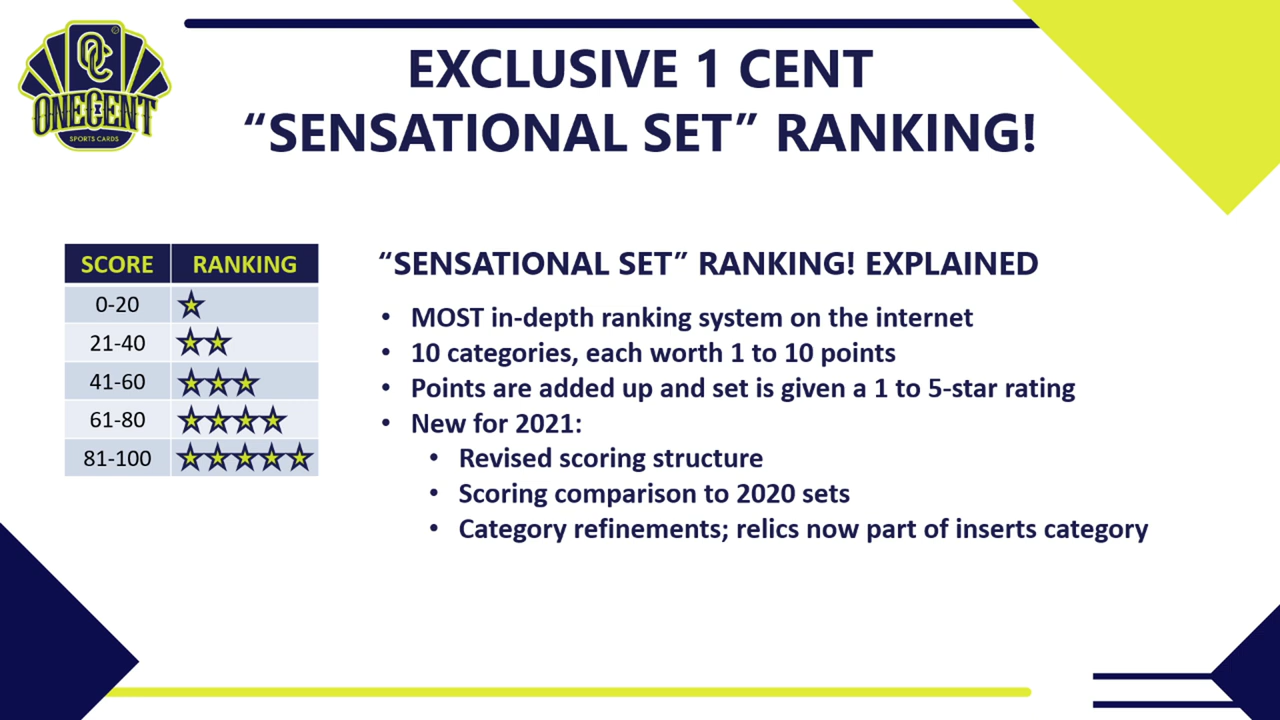 OC
ONECENT
SPORTS CARDS
EXCLUSIVE 1 CENT
“SENSATIONAL SET” RANKING!
SCORE RANKING
0-20
21-40
41-60
61-80
81-100
“SENSATIONAL SET” RANKING! EXPLAINED
• MOST in-depth ranking system on the internet
• 10 categories, each worth 1 to 10 points
• Points are added up and set is given a 1 to 5-star rating
• New for 2021:
• Revised scoring structure
• Scoring comparison to 2020 sets
• Category refinements; relics now part of inserts category